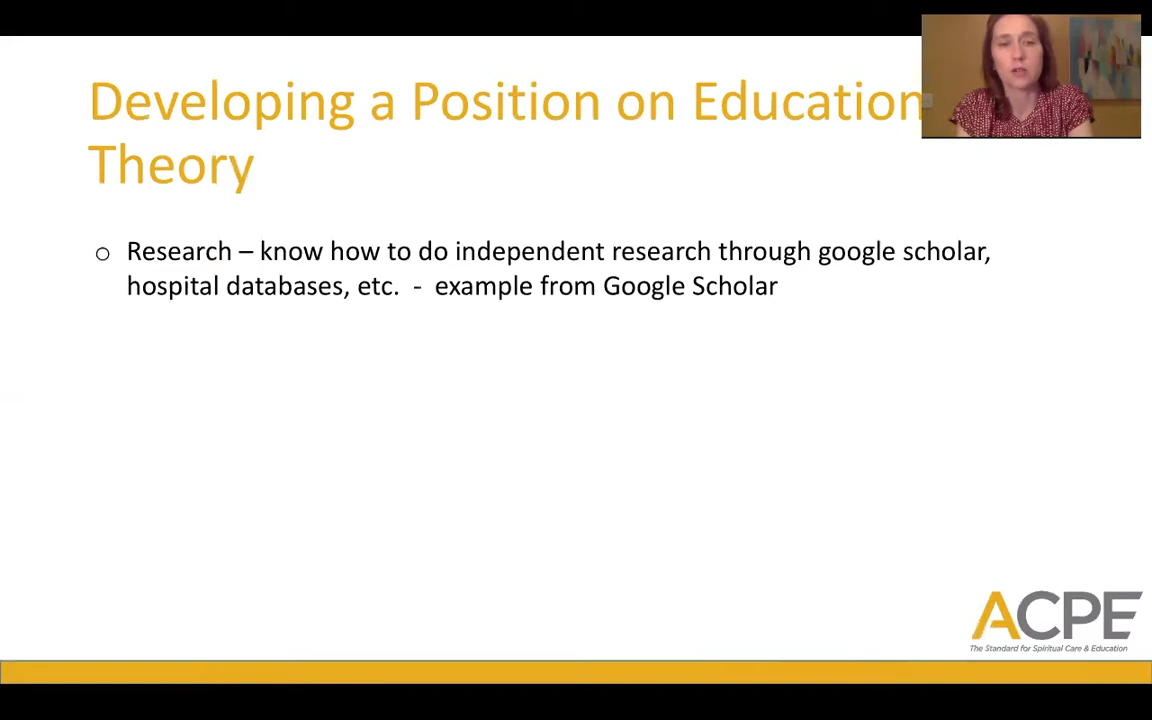 Developing a Position on Education
Theory
○ Research – know how to do independent research through google scholar,
hospital databases, etc. - example from Google Scholar
ACPE
The Standard for Spiritual Care & Education